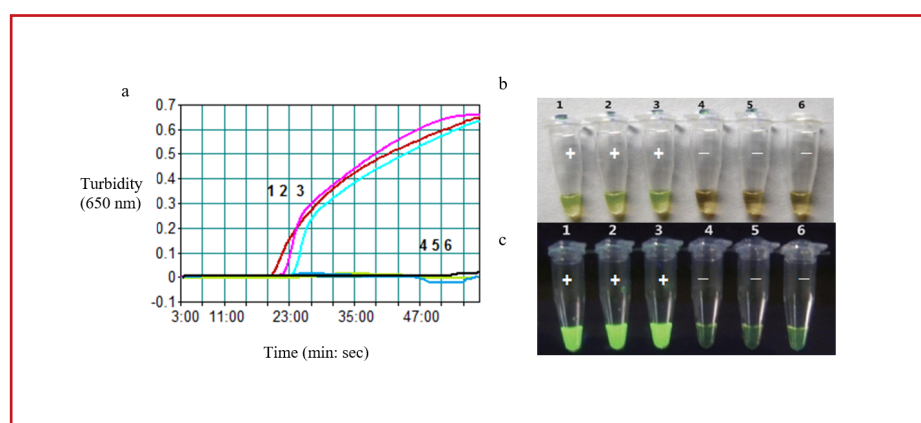 a
0.7
0.6
0.5
0.4
0.3
0.2
0.1
0
-0.1
Turbidity
(650 nm)
1 2 3
4 5 6
3:00 11:00 23:00 35:00 47:00
Time (min: sec)
b
1 2 3 4 5 6
+ + + – – –
c
1 2 3 4 5 6
+ + + – – –